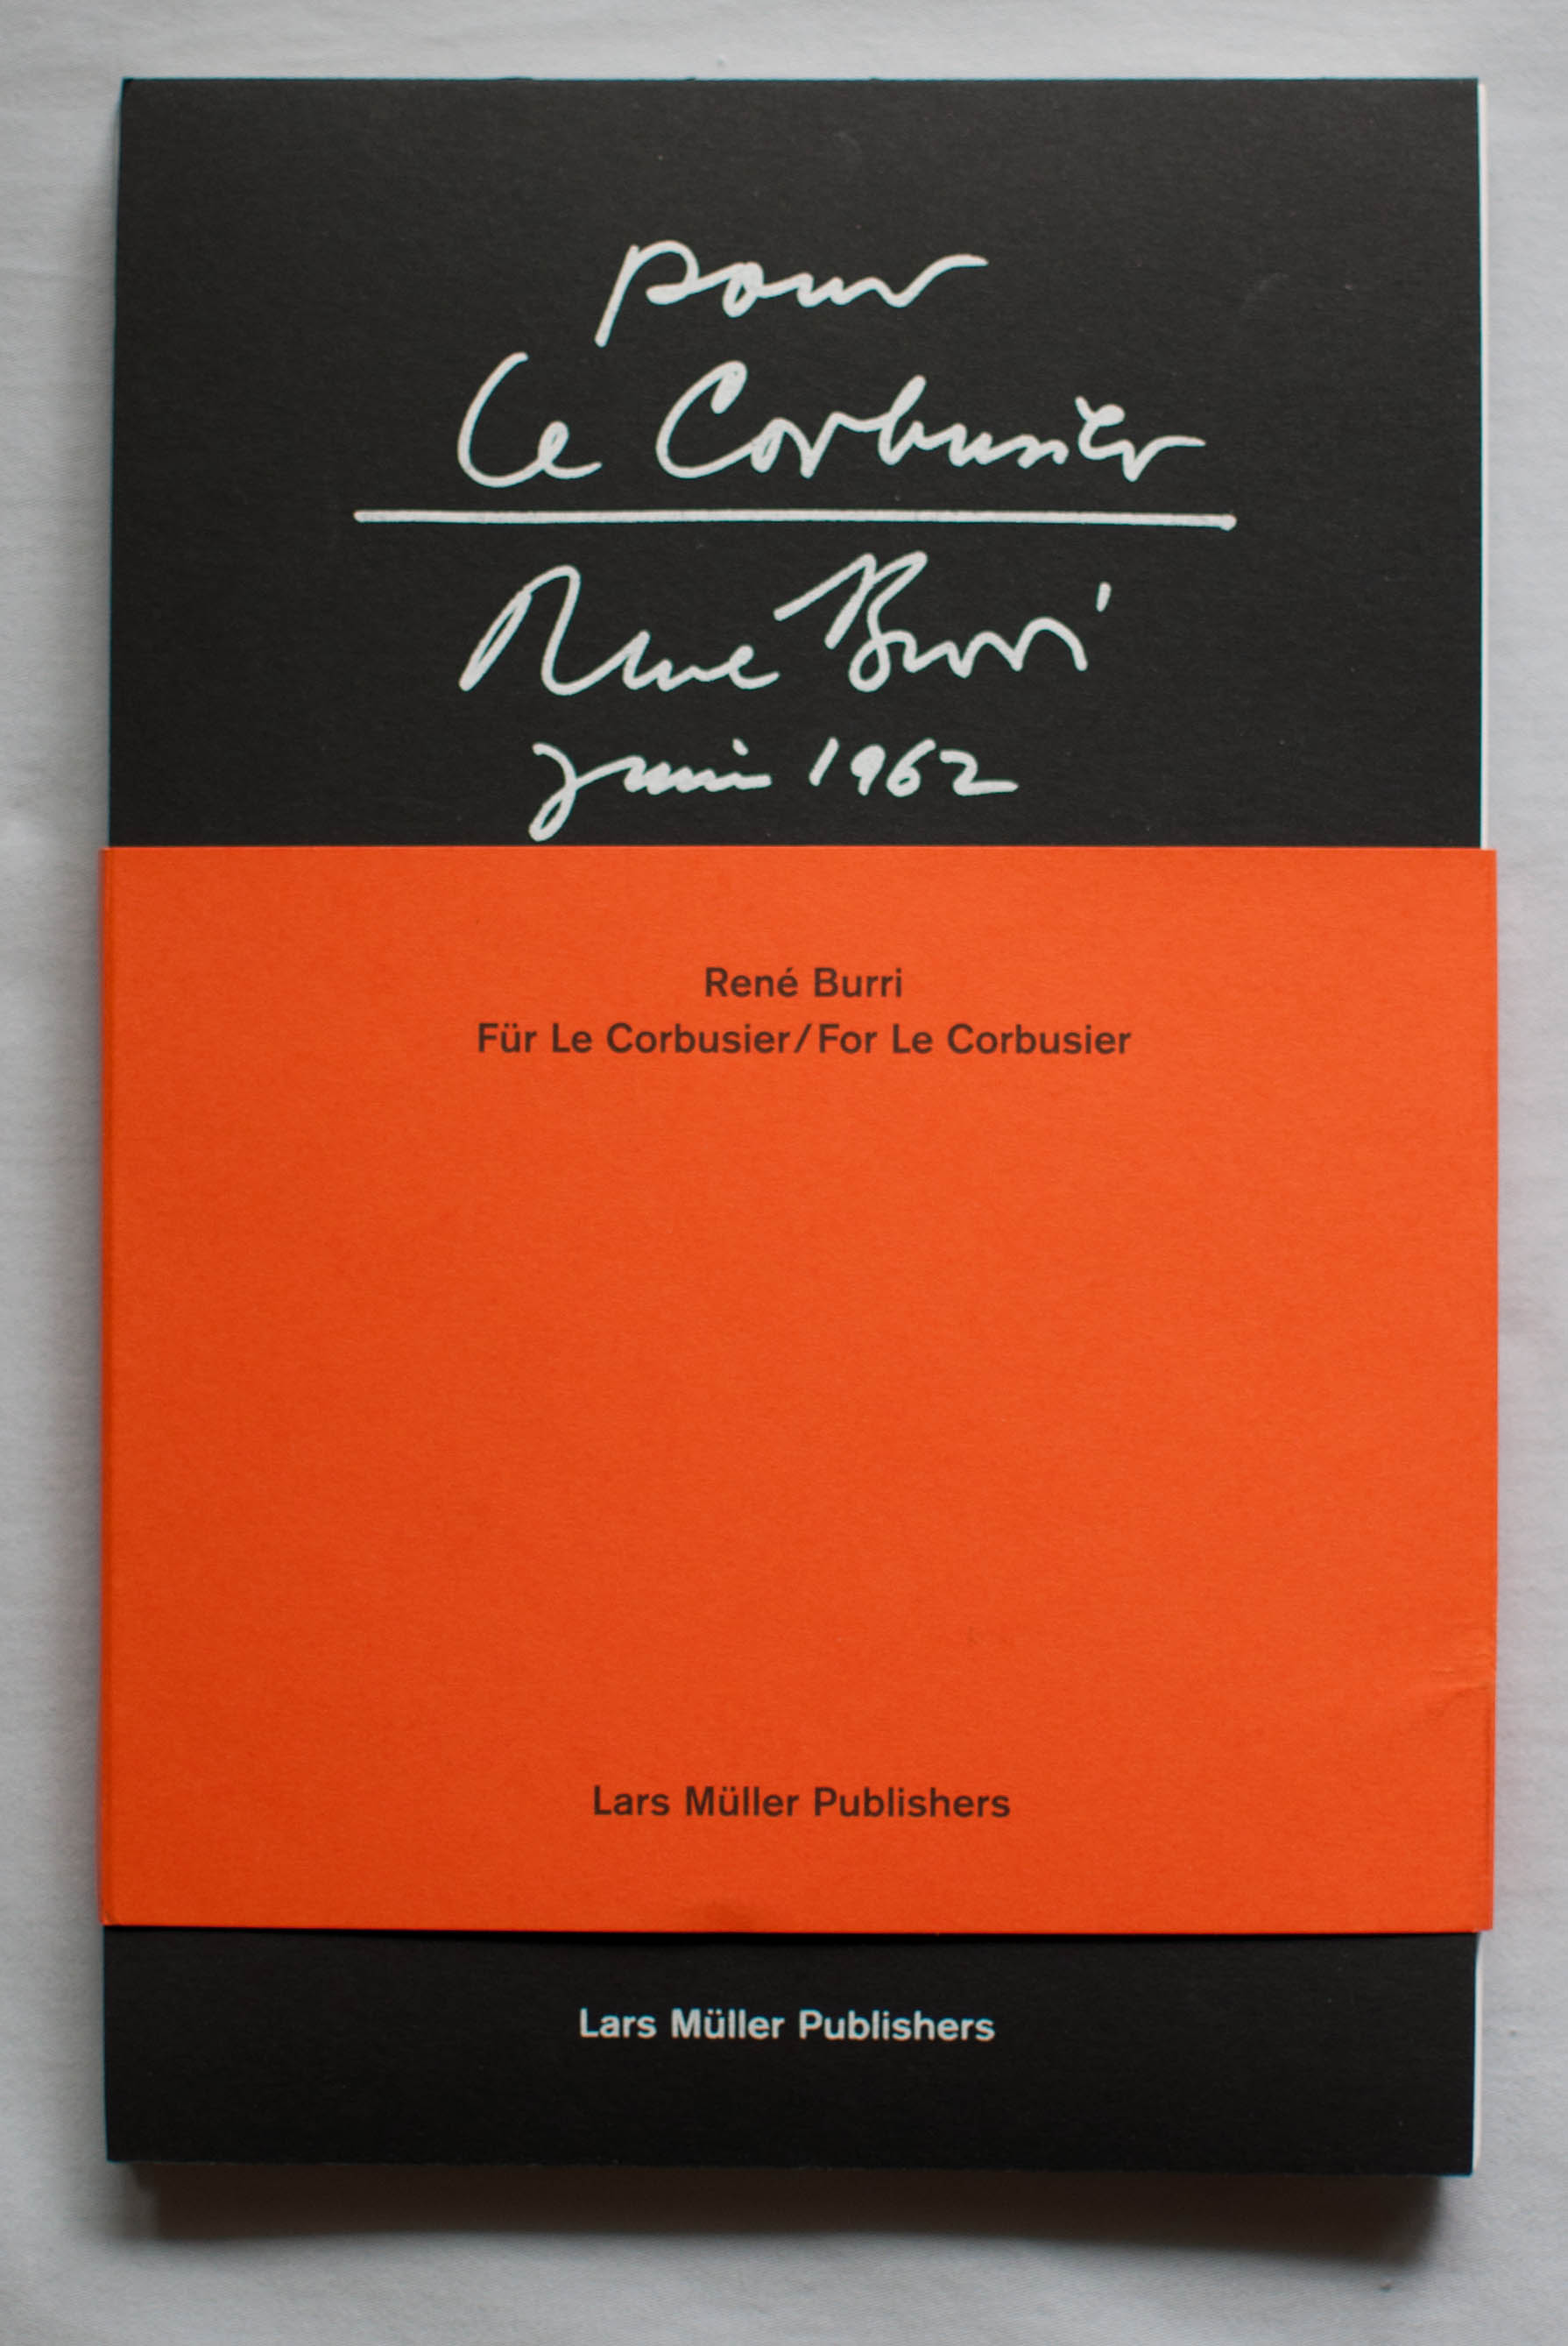 pour
Le Corbusier
René Burri
juin 1962
René Burri
Für Le Corbusier/For Le Corbusier
Lars Müller Publishers
Lars Müller Publishers